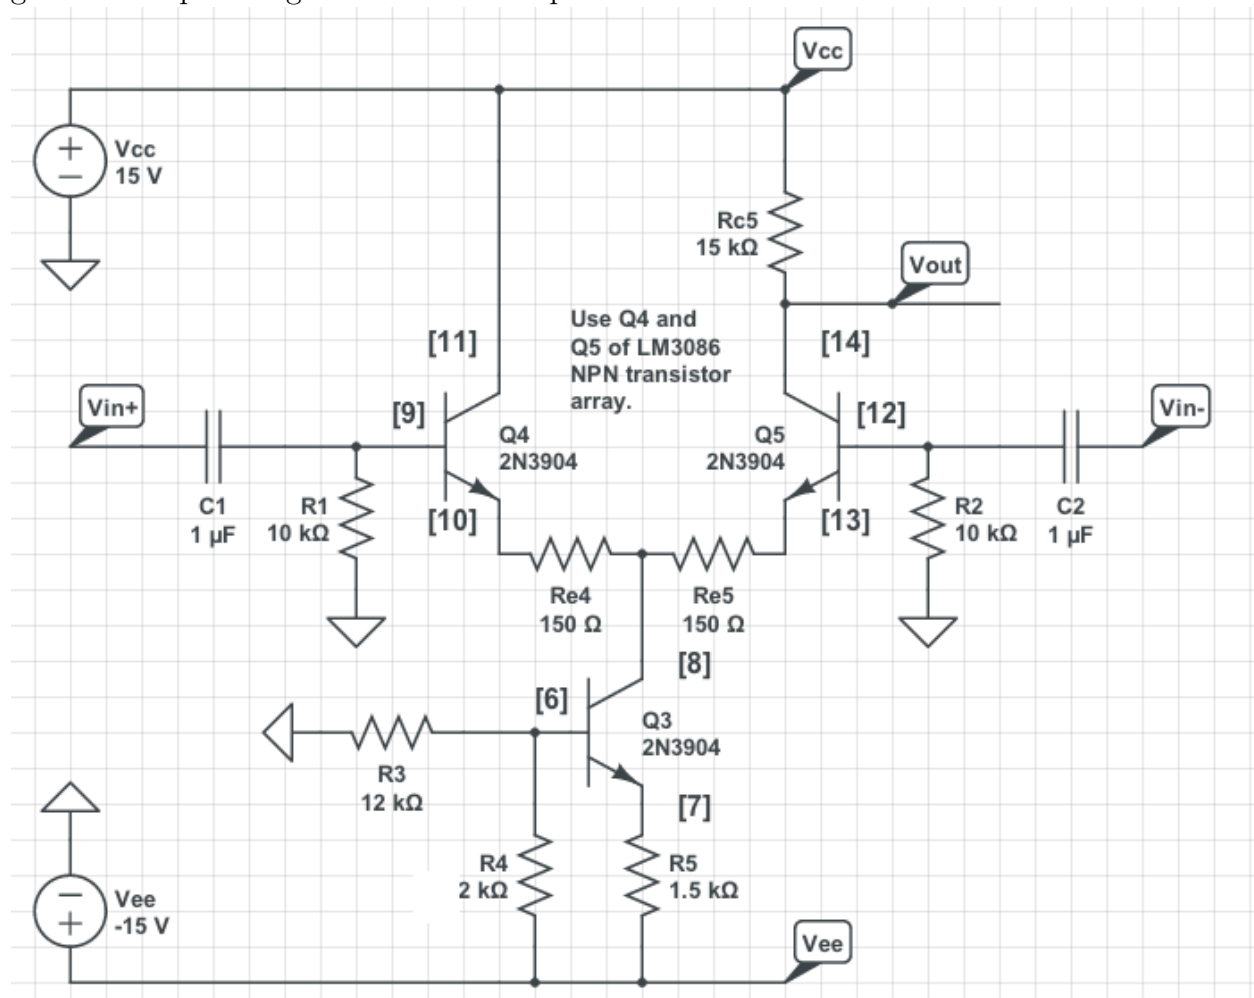 Vcc
Vcc
15 V
Rc5
15 kΩ
Vout
Use Q4 and
Q5 of LM3086
NPN transistor
array.
[11]
[14]
Vin+
[9]
[12]
Vin-
Q4
2N3904
Q5
2N3904
C1
1 µF
R1
10 kΩ
[10]
[13]
R2
10 kΩ
C2
1 µF
Re4
150 Ω
Re5
150 Ω
[8]
[6]
Q3
2N3904
R3
12 kΩ
[7]
R4
2 kΩ
R5
1.5 kΩ
Vee
-15 V
Vee